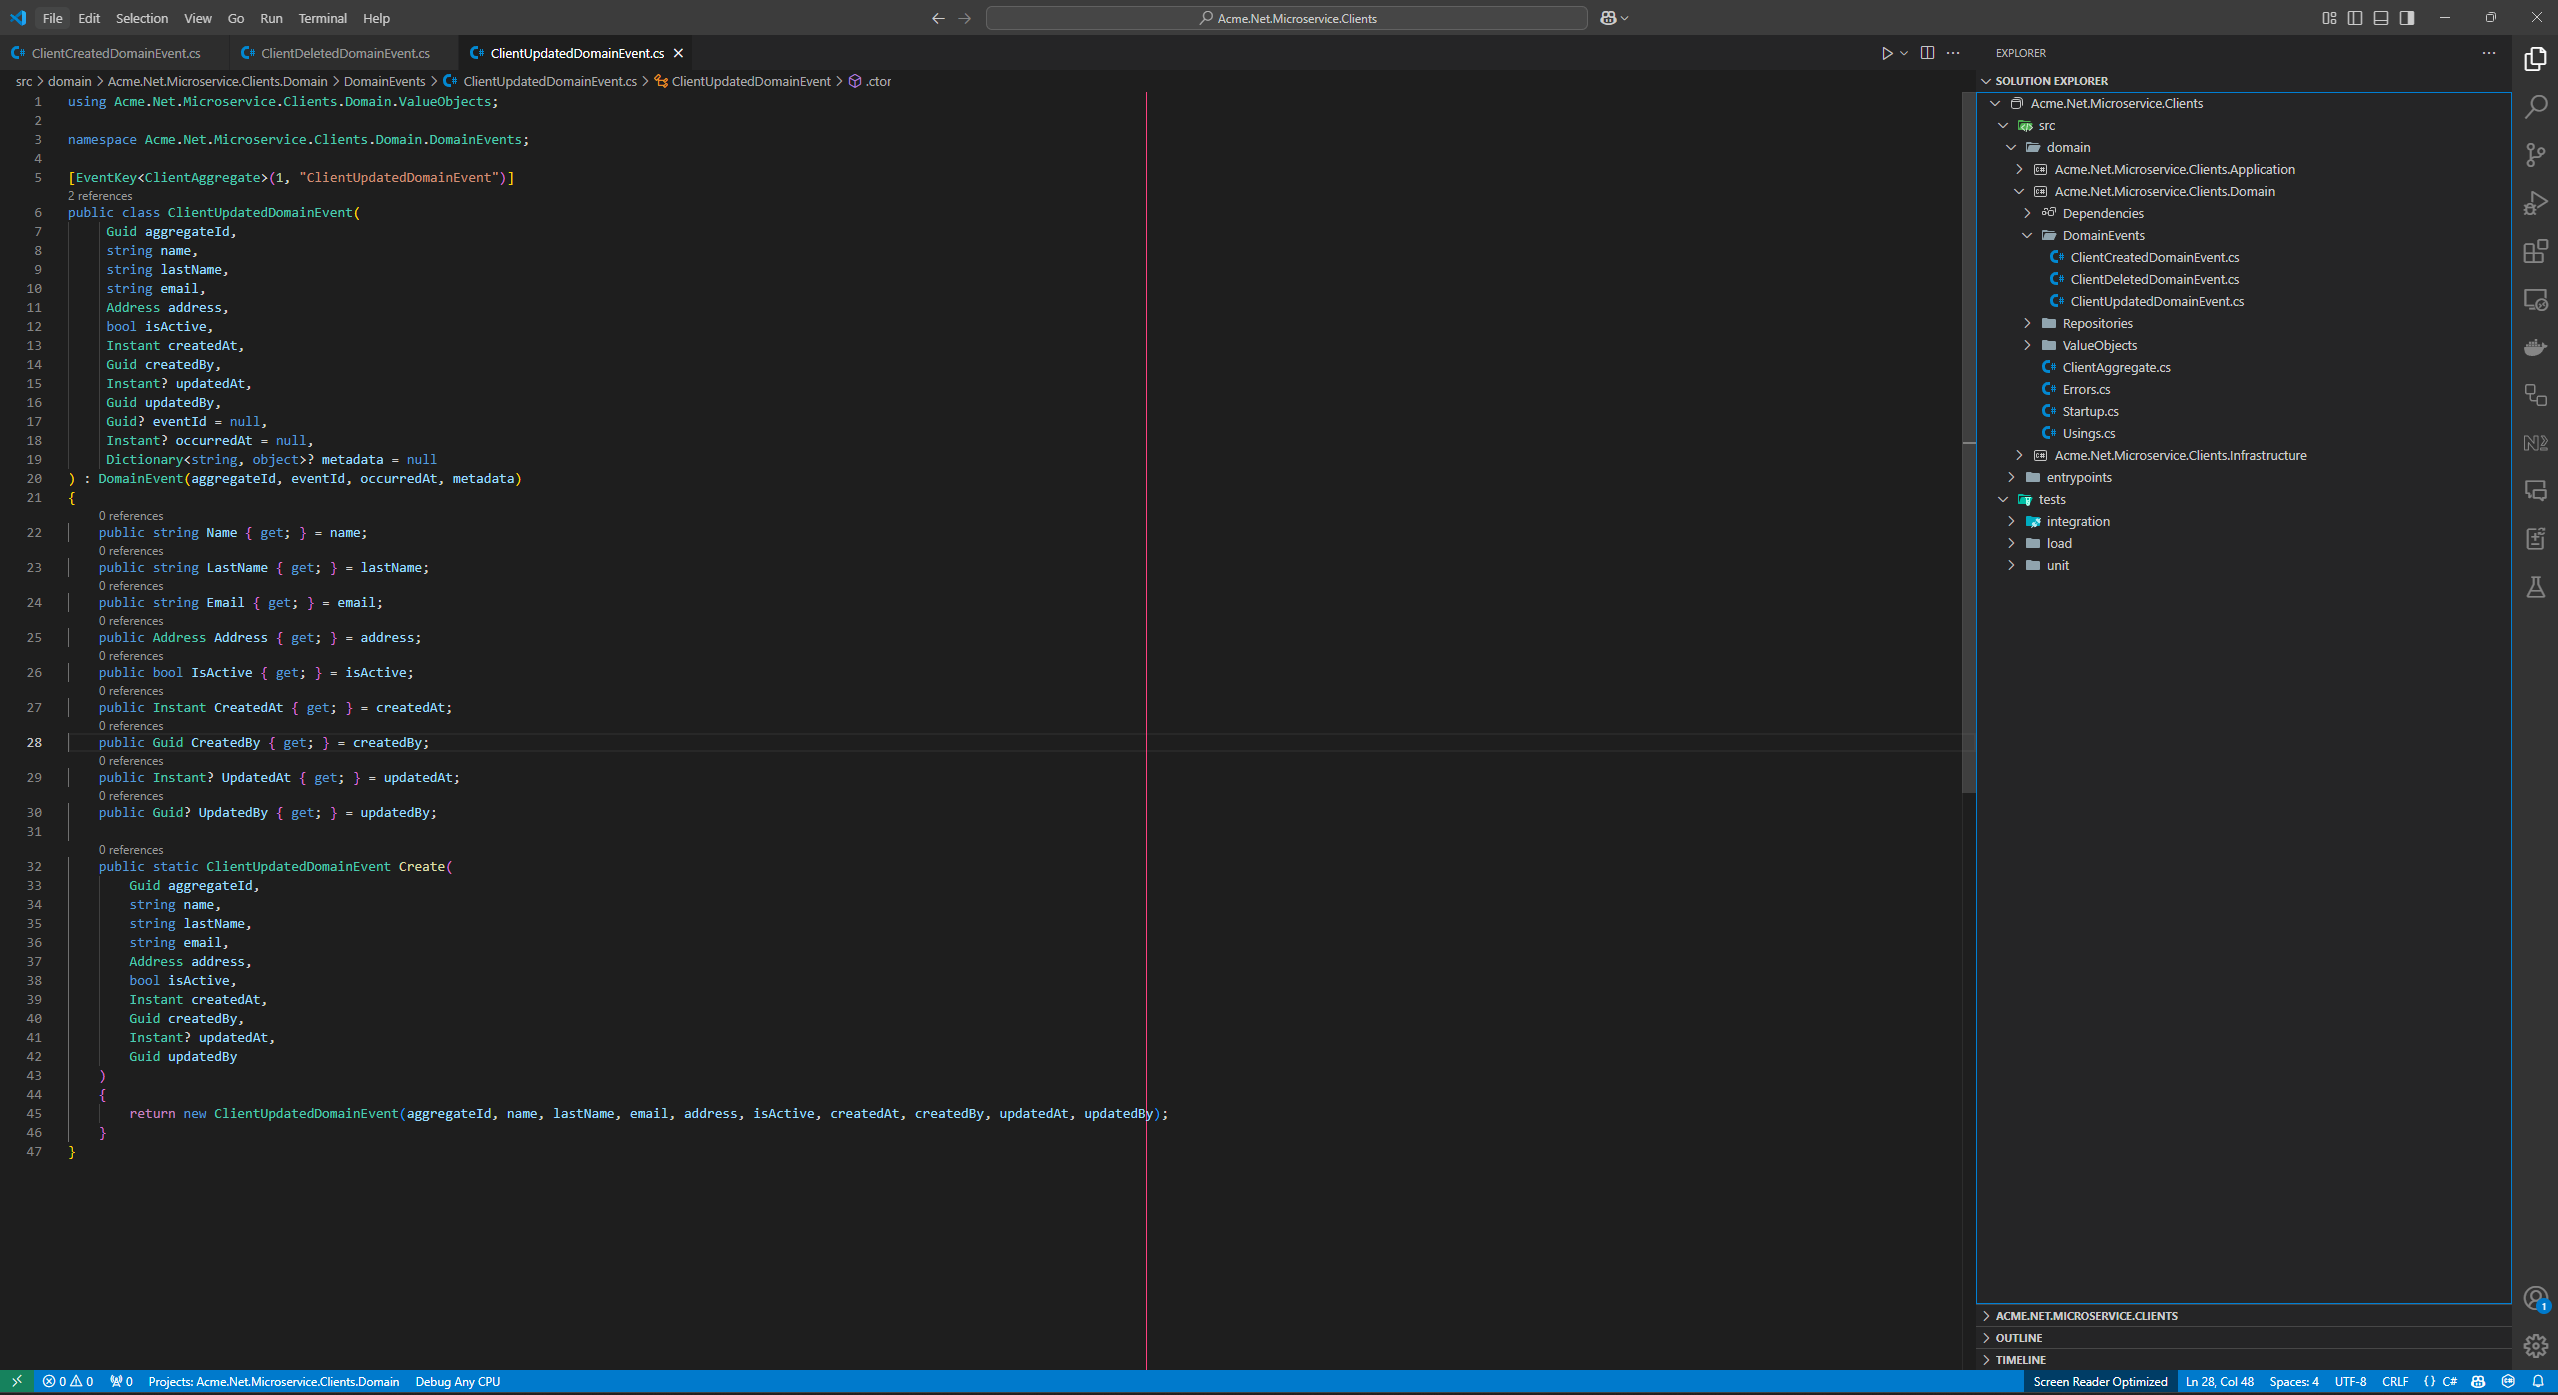 File Edit Selection View Go Run Terminal Help
Acme.Net.Microservice.Clients
ClientCreatedDomainEvent.cs
ClientDeletedDomainEvent.cs
ClientUpdatedDomainEvent.cs
src > domain > Acme.Net.Microservice.Clients.Domain > DomainEvents > ClientUpdatedDomainEvent.cs > ClientUpdatedDomainEvent > .ctor
1 using Acme.Net.Microservice.Clients.Domain.ValueObjects;
2
3 namespace Acme.Net.Microservice.Clients.Domain.DomainEvents;
4
5 [EventKey<ClientAggregate>(1, "ClientUpdatedDomainEvent")]
2 references
6 public class ClientUpdatedDomainEvent(
7 Guid aggregateId,
8 string name,
9 string lastName,
10 string email,
11 Address address,
12 bool isActive,
13 Instant createdAt,
14 Guid createdBy,
15 Instant? updatedAt,
16 Guid updatedBy,
17 Guid? eventId = null,
18 Instant? occurredAt = null,
19 Dictionary<string, object>? metadata = null
20 ) : DomainEvent(aggregateId, eventId, occurredAt, metadata)
21 {
0 references
22 public string Name { get; } = name;
0 references
23 public string LastName { get; } = lastName;
0 references
24 public string Email { get; } = email;
0 references
25 public Address Address { get; } = address;
0 references
26 public bool IsActive { get; } = isActive;
0 references
27 public Instant CreatedAt { get; } = createdAt;
0 references
28 public Guid CreatedBy { get; } = createdBy;
0 references
29 public Instant? UpdatedAt { get; } = updatedAt;
0 references
30 public Guid? UpdatedBy { get; } = updatedBy;
31
0 references
32 public static ClientUpdatedDomainEvent Create(
33 Guid aggregateId,
34 string name,
35 string lastName,
36 string email,
37 Address address,
38 bool isActive,
39 Instant createdAt,
40 Guid createdBy,
41 Instant? updatedAt,
42 Guid updatedBy
43 )
44 {
45 return new ClientUpdatedDomainEvent(aggregateId, name, lastName, email, address, isActive, createdAt, createdBy, updatedAt, updatedBy);
46 }
47 }
EXPLORER
SOLUTION EXPLORER
Acme.Net.Microservice.Clients
src
domain
Acme.Net.Microservice.Clients.Application
Acme.Net.Microservice.Clients.Domain
Dependencies
DomainEvents
ClientCreatedDomainEvent.cs
ClientDeletedDomainEvent.cs
ClientUpdatedDomainEvent.cs
Repositories
ValueObjects
ClientAggregate.cs
Errors.cs
Startup.cs
Usings.cs
Acme.Net.Microservice.Clients.Infrastructure
entrypoints
tests
integration
load
unit
ACME.NET.MICROSERVICE.CLIENTS
OUTLINE
TIMELINE
1
0 0 0 Projects: Acme.Net.Microservice.Clients.Domain Debug Any CPU
Screen Reader Optimized Ln 28, Col 48 Spaces: 4 UTF-8 CRLF {} C#